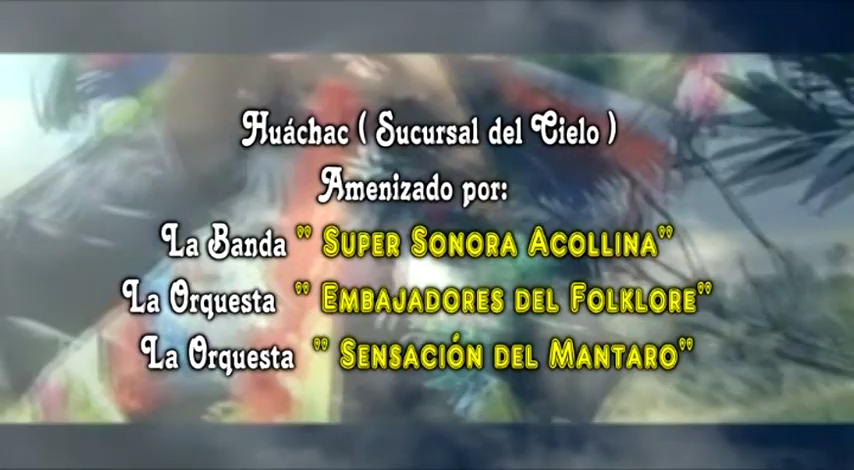 Huáchac ( Sucursal del Cielo )
Amenizado por:
La Banda " Super Sonora Acollina"
La Orquesta " Embajadores del Folklore"
La Orquesta " Sensación del Mantaro"